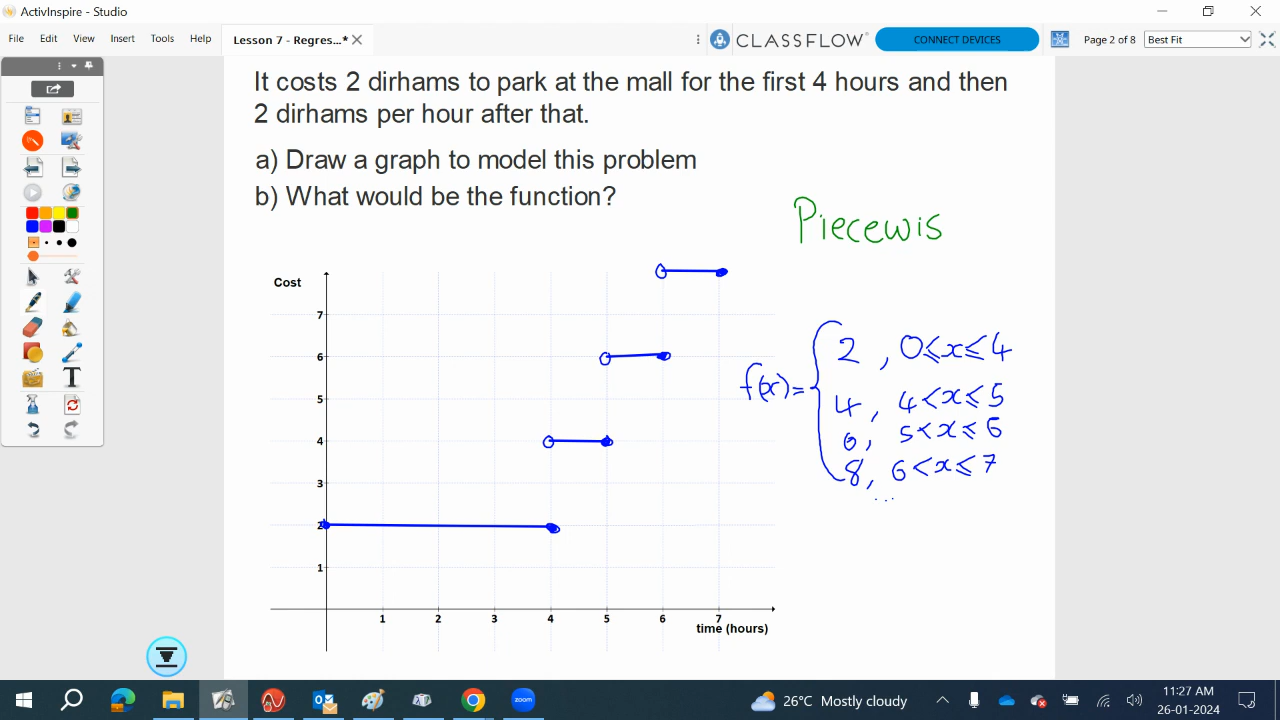 ActivInspire - Studio
File Edit View Insert Tools Help Lesson 7 - Regres...* CLASSFLOW CONNECT DEVICES Page 2 of 8 Best Fit
It costs 2 dirhams to park at the mall for the first 4 hours and then
2 dirhams per hour after that.
a) Draw a graph to model this problem
b) What would be the function?
Piecewis
Cost
7
6
5
4
3
2
1
1 2 3 4 5 6 7
time (hours)
f(x) =
2 , 0 ⩽ x ⩽ 4
4 , 4 < x ⩽ 5
6 , 5 < x ⩽ 6
8 , 6 < x ⩽ 7
...
zoom
26°C Mostly cloudy
11:27 AM
26-01-2024